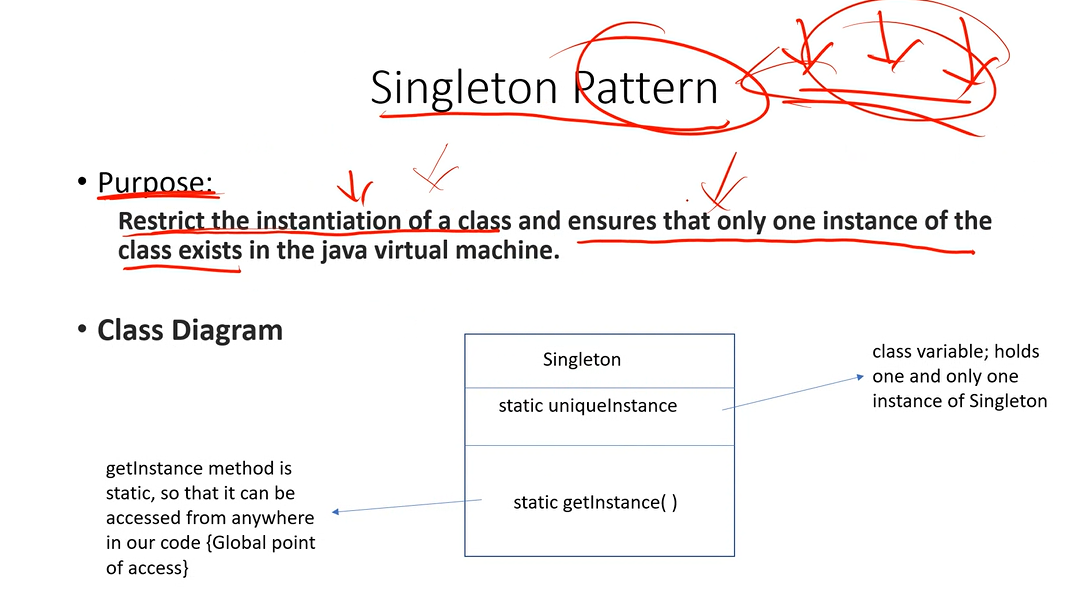 Singleton Pattern
• Purpose:
Restrict the instantiation of a class and ensures that only one instance of the
class exists in the java virtual machine.
• Class Diagram
Singleton
static uniqueInstance
class variable; holds
one and only one
instance of Singleton
getInstance method is
static, so that it can be
accessed from anywhere
in our code {Global point
of access}
static getInstance( )